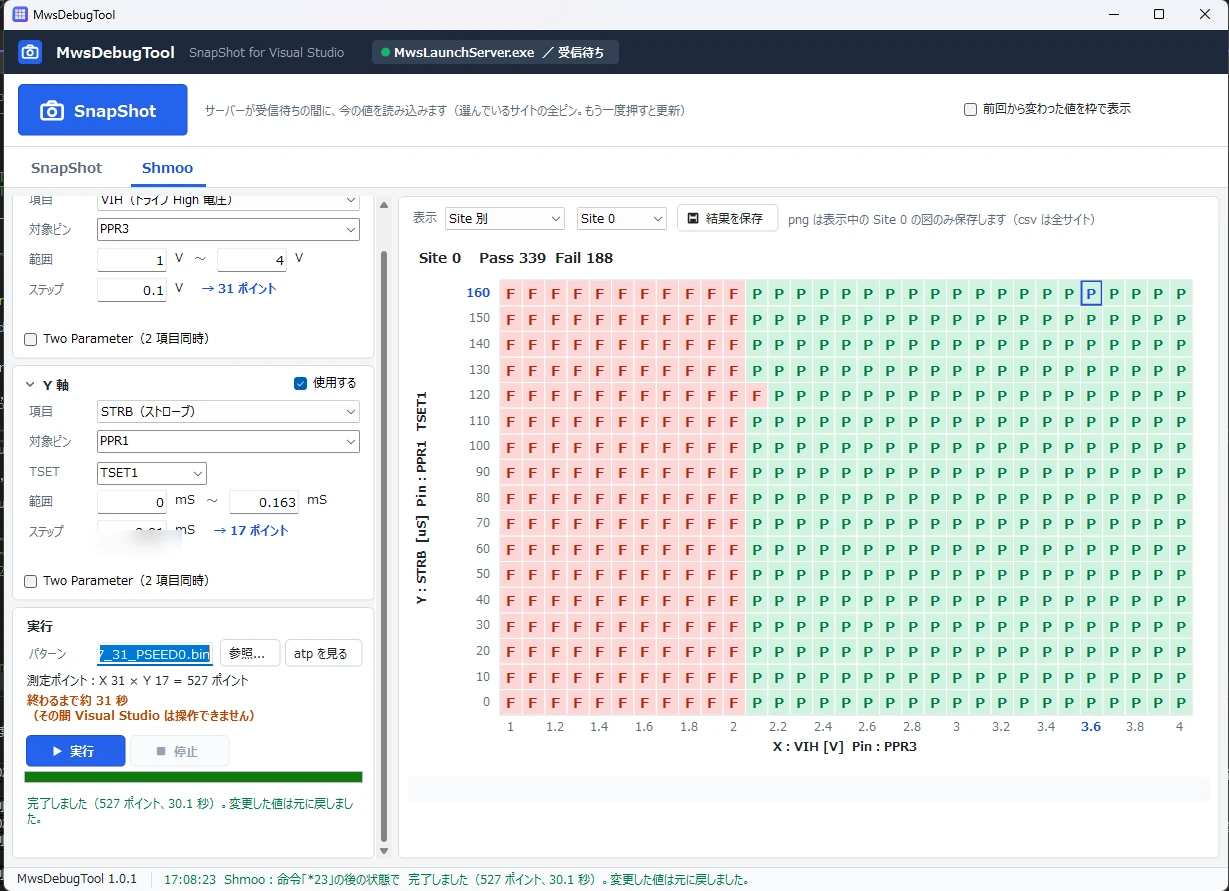 MwsDebugTool
MwsDebugTool SnapShot for Visual Studio MwsLaunchServer.exe ／ 受信待ち
SnapShot サーバーが受信待ちの間に、今の値を読み込みます（選んでいるサイトの全ピン。もう一度押すと更新） 前回から変わった値を枠で表示
SnapShot Shmoo
項目 VIH（ドライブ High 電圧）
対象ピン PPR3
範囲 1 V ～ 4 V
ステップ 0.1 V → 31 ポイント
Two Parameter（2 項目同時）
Y 軸 使用する
項目 STRB（ストローブ）
対象ピン PPR1
TSET TSET1
範囲 0 mS ～ 0.163 mS
ステップ mS → 17 ポイント
Two Parameter（2 項目同時）
実行
パターン 7_31_PSEED0.bin 参照... atp を見る
測定ポイント：X 31 × Y 17 = 527 ポイント
終わるまで約 31 秒
（その間 Visual Studio は操作できません）
実行 停止
完了しました（527 ポイント、30.1 秒）。変更した値は元に戻しまし
た。
表示 Site 別 Site 0 結果を保存 png は表示中の Site 0 の図のみ保存します（csv は全サイト）
Site 0 Pass 339 Fail 188
Y : STRB [uS] Pin : PPR1 TSET1
160 F F F F F F F F F F F P P P P P P P P P P P P P P P P P P P P
150 F F F F F F F F F F F P P P P P P P P P P P P P P P P P P P P
140 F F F F F F F F F F F P P P P P P P P P P P P P P P P P P P P
130 F F F F F F F F F F F P P P P P P P P P P P P P P P P P P P P
120 F F F F F F F F F F F F P P P P P P P P P P P P P P P P P P P
110 F F F F F F F F F F F P P P P P P P P P P P P P P P P P P P P
100 F F F F F F F F F F F P P P P P P P P P P P P P P P P P P P P
90 F F F F F F F F F F F P P P P P P P P P P P P P P P P P P P P
80 F F F F F F F F F F F P P P P P P P P P P P P P P P P P P P P
70 F F F F F F F F F F F P P P P P P P P P P P P P P P P P P P P
60 F F F F F F F F F F F P P P P P P P P P P P P P P P P P P P P
50 F F F F F F F F F F F P P P P P P P P P P P P P P P P P P P P
40 F F F F F F F F F F F P P P P P P P P P P P P P P P P P P P P
30 F F F F F F F F F F F P P P P P P P P P P P P P P P P P P P P
20 F F F F F F F F F F F P P P P P P P P P P P P P P P P P P P P
10 F F F F F F F F F F F P P P P P P P P P P P P P P P P P P P P
0 F F F F F F F F F F F P P P P P P P P P P P P P P P P P P P P
1 1.2 1.4 1.6 1.8 2 2.2 2.4 2.6 2.8 3 3.2 3.4 3.6 3.8 4
X : VIH [V] Pin : PPR3
MwsDebugTool 1.0.1 17:08:23 Shmoo：命令「*23」の後の状態で 完了しました（527 ポイント、30.1 秒）。変更した値は元に戻しました。